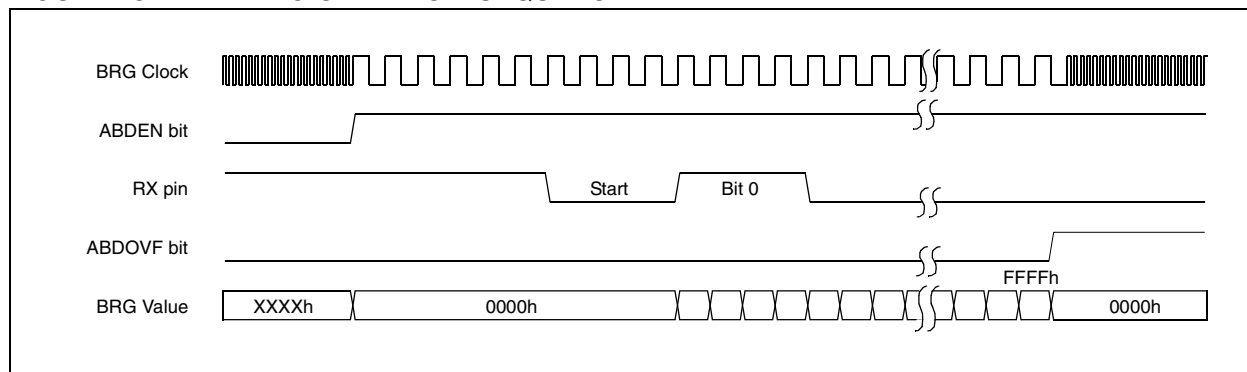 BRG Clock
ABDEN bit
RX pin
Start
Bit 0
ABDOVF bit
FFFFh
BRG Value
XXXXh
0000h
0000h